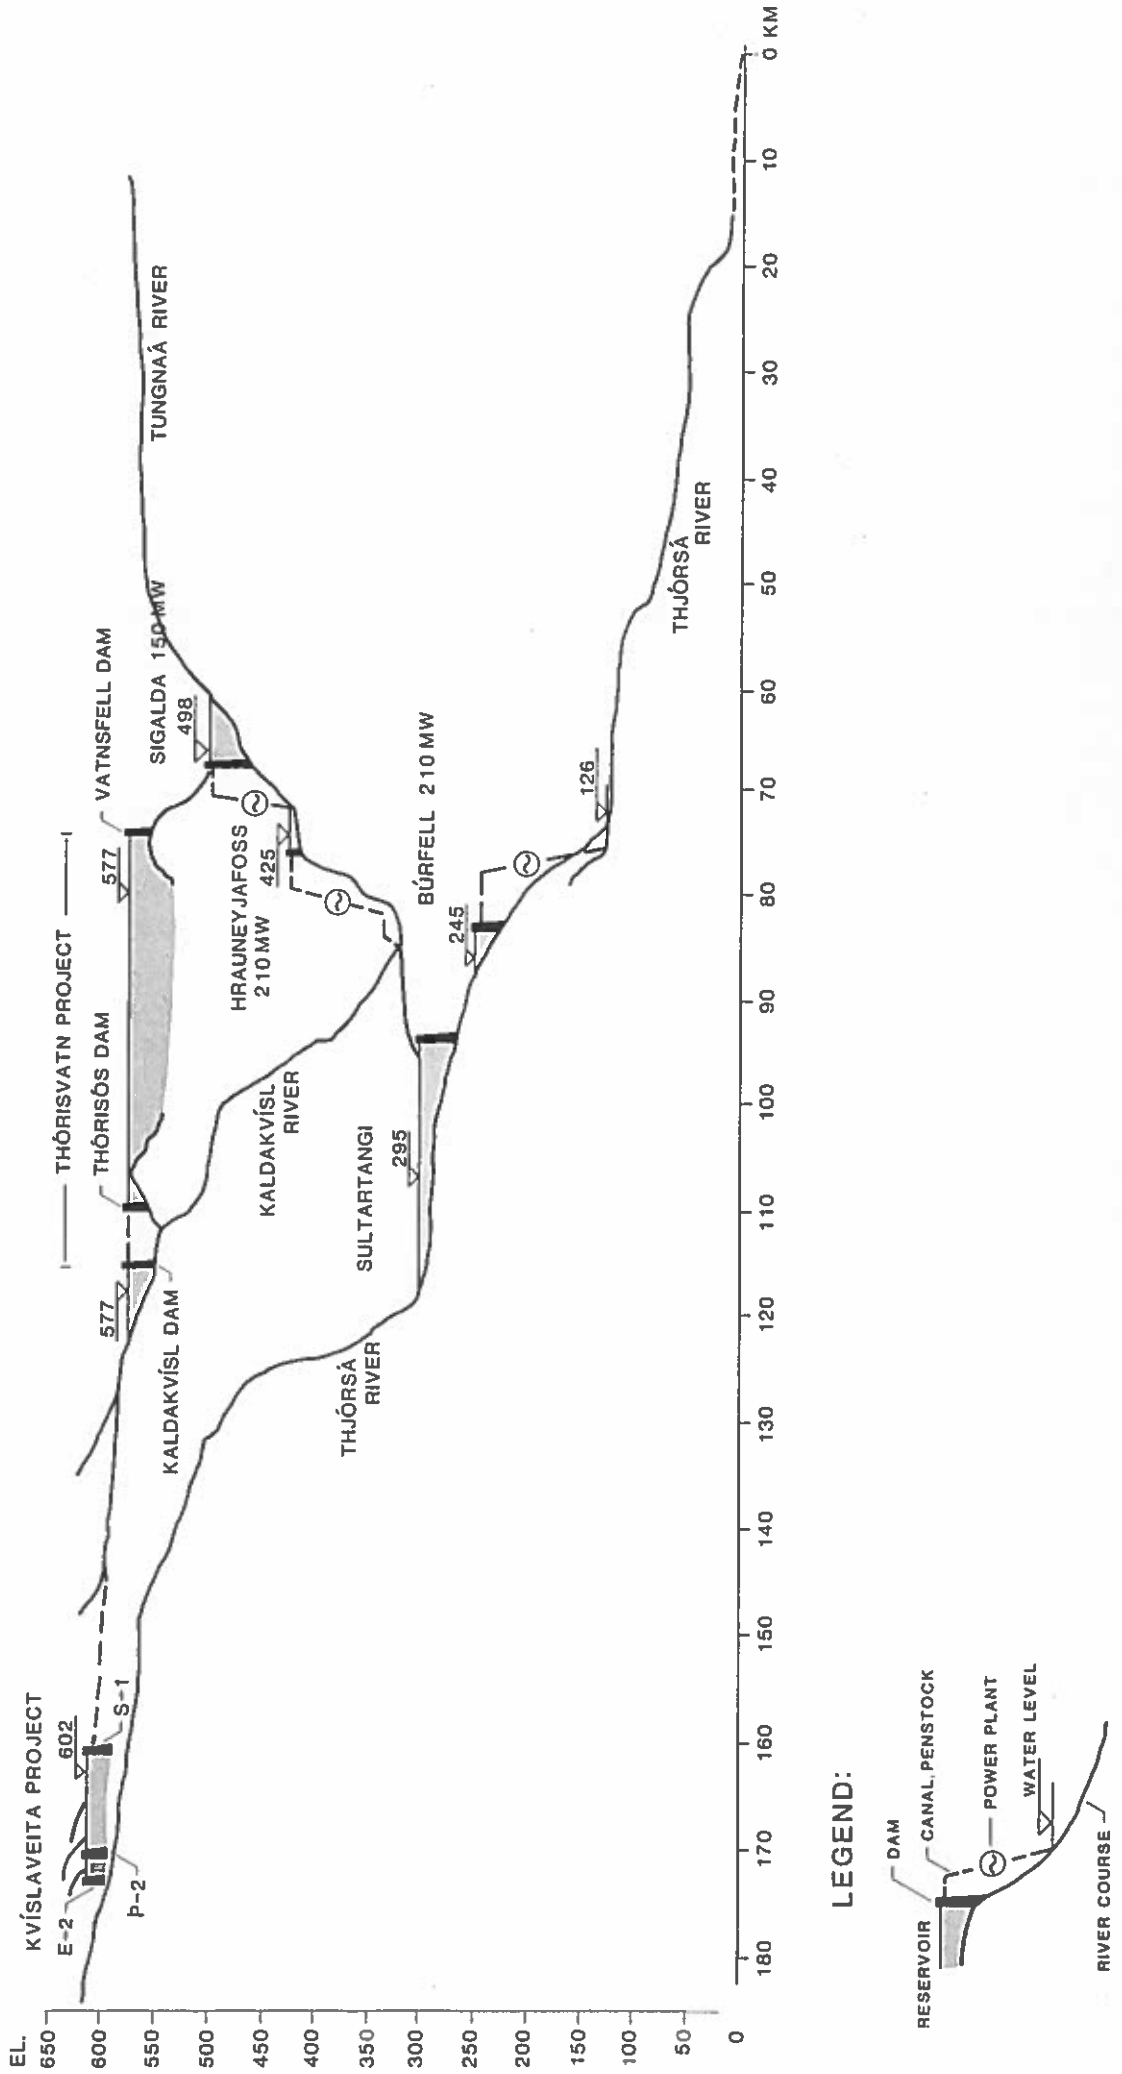 EL.
650
600
550
500
450
400
350
300
250
200
150
100
50
0
KVÍSLAVEITA PROJECT
E-2
602
S-1
Þ-2
THÓRISVATN PROJECT
577
THÓRISÓS DAM
577
VATNSFELL DAM
KALDAKVÍSL DAM
SIGALDA 150 MW
498
TUNGNAÁ RIVER
HRAUNEYJAFOSS
210 MW
425
KALDAKVÍSL
RIVER
THJÓRSÁ
RIVER
SULTARTANGI
295
BÚRFELL 210 MW
245
126
THJÓRSÁ
RIVER
180
170
160
150
140
130
120
110
100
90
80
70
60
50
40
30
20
10
0 KM
LEGEND:
RESERVOIR
DAM
CANAL, PENSTOCK
POWER PLANT
WATER LEVEL
RIVER COURSE